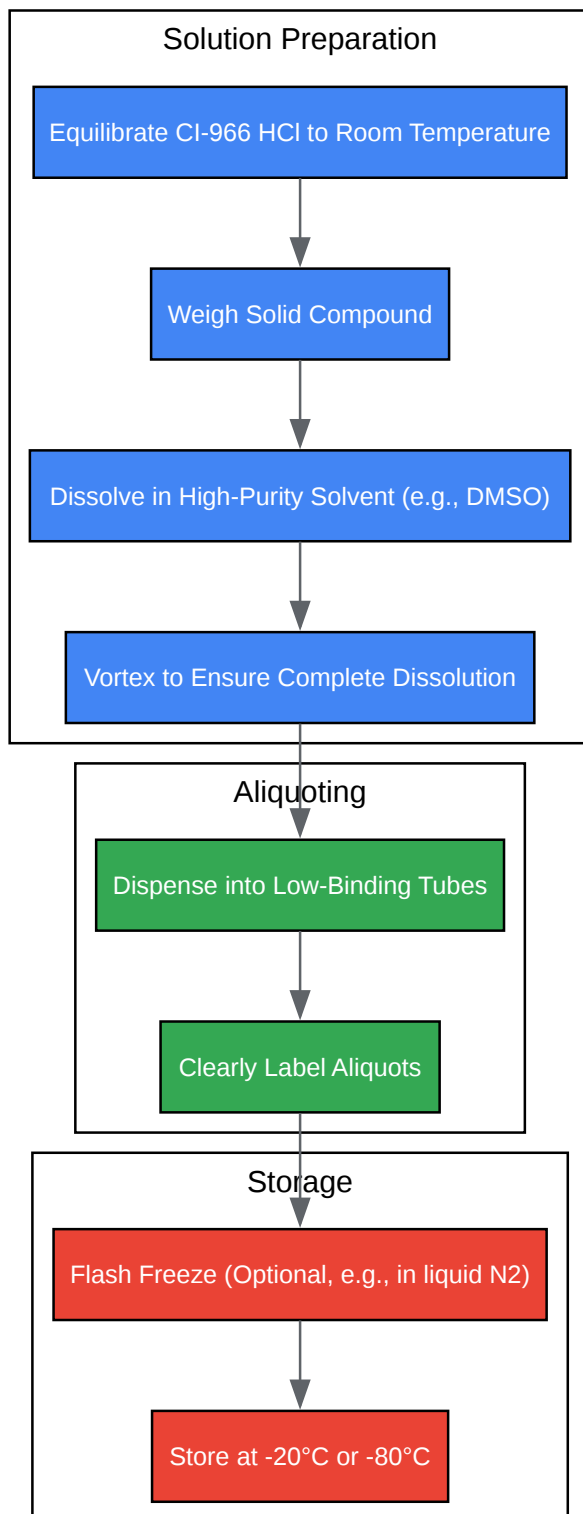 Solution Preparation
Equilibrate CI-966 HCl to Room Temperature
Weigh Solid Compound
Dissolve in High-Purity Solvent (e.g., DMSO)
Vortex to Ensure Complete Dissolution
Aliquoting
Dispense into Low-Binding Tubes
Clearly Label Aliquots
Storage
Flash Freeze (Optional, e.g., in liquid N2)
Store at -20°C or -80°C